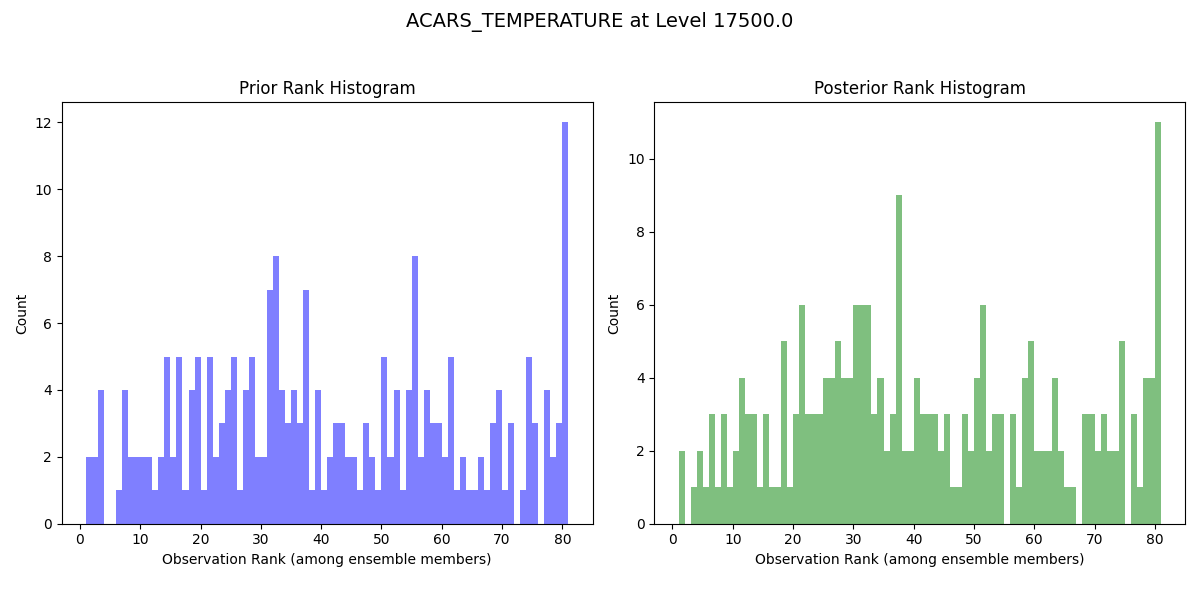 ACARS_TEMPERATURE at Level 17500.0
Prior Rank Histogram
Count
12
10
8
6
4
2
0
0 10 20 30 40 50 60 70 80
Observation Rank (among ensemble members)
Posterior Rank Histogram
Count
10
8
6
4
2
0
0 10 20 30 40 50 60 70 80
Observation Rank (among ensemble members)